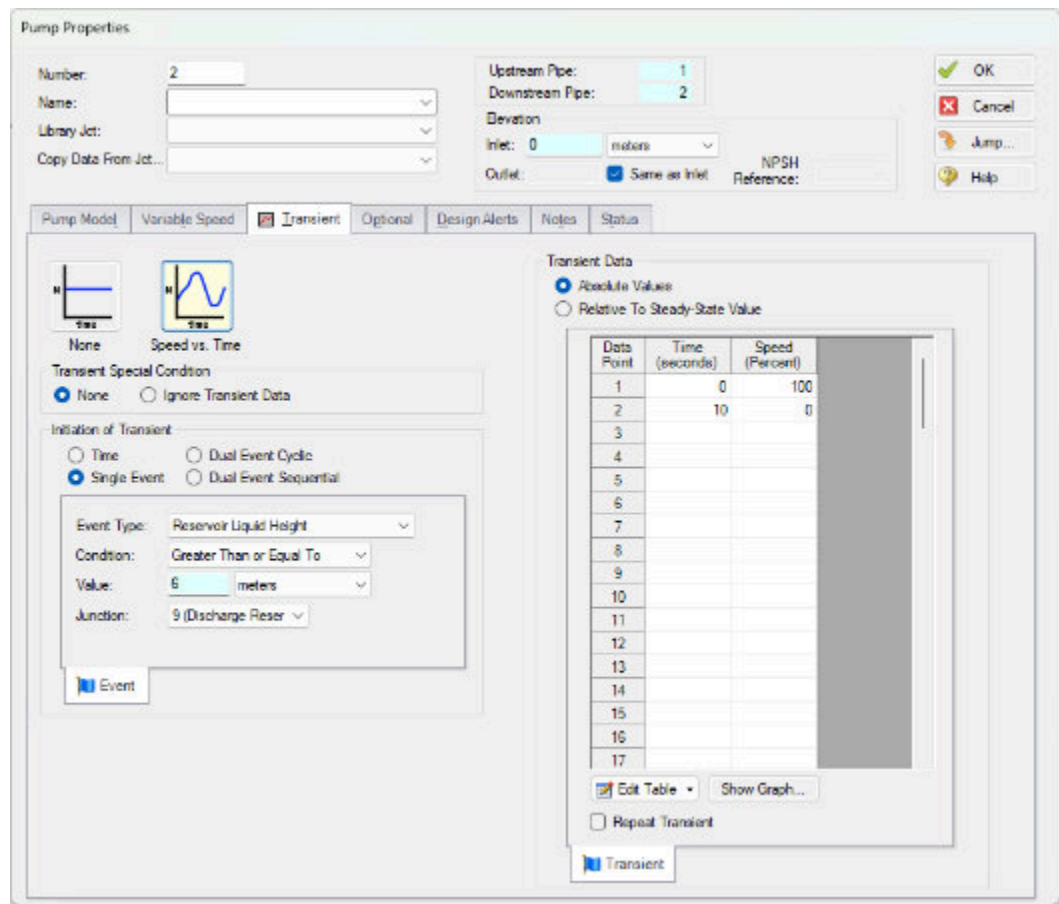 Pump Properties
Number: 2
Name:
Library Jct:
Copy Data From Jct...
Upstream Pipe: 1
Downstream Pipe: 2
Elevation
Inlet: 0 meters
Outlet: Same as Inlet
NPSH
Reference:
OK
Cancel
Jump...
Help
Pump Model Variable Speed Transient Optional Design Alerts Notes Status
N
time
None
N
time
Speed vs. Time
Transient Special Condition
None Ignore Transient Data
Initiation of Transient
Time Dual Event Cyclic
Single Event Dual Event Sequential
Event Type: Reservoir Liquid Height
Condition: Greater Than or Equal To
Value: 6 meters
Junction: 9 (Discharge Reser
Event
Transient Data
Absolute Values
Relative To Steady-State Value
Data Point Time (seconds) Speed (Percent)
1 0 100
2 10 0
3
4
5
6
7
8
9
10
11
12
13
14
15
16
17
Edit Table Show Graph...
Repeat Transient
Transient